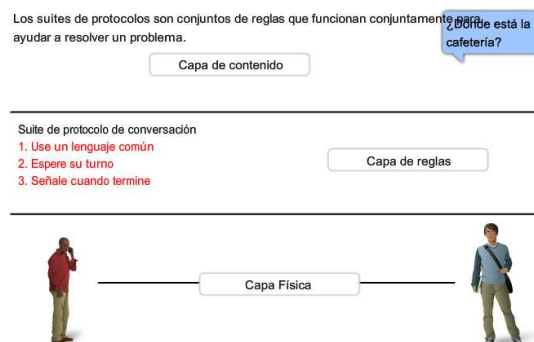 Los suites de protocolos son conjuntos de reglas que funcionan conjuntamente para
ayudar a resolver un problema.
¿Dónde está la
cafetería?
Capa de contenido
Suite de protocolo de conversación
1. Use un lenguaje común
2. Espere su turno
3. Señale cuando termine
Capa de reglas
Capa Física